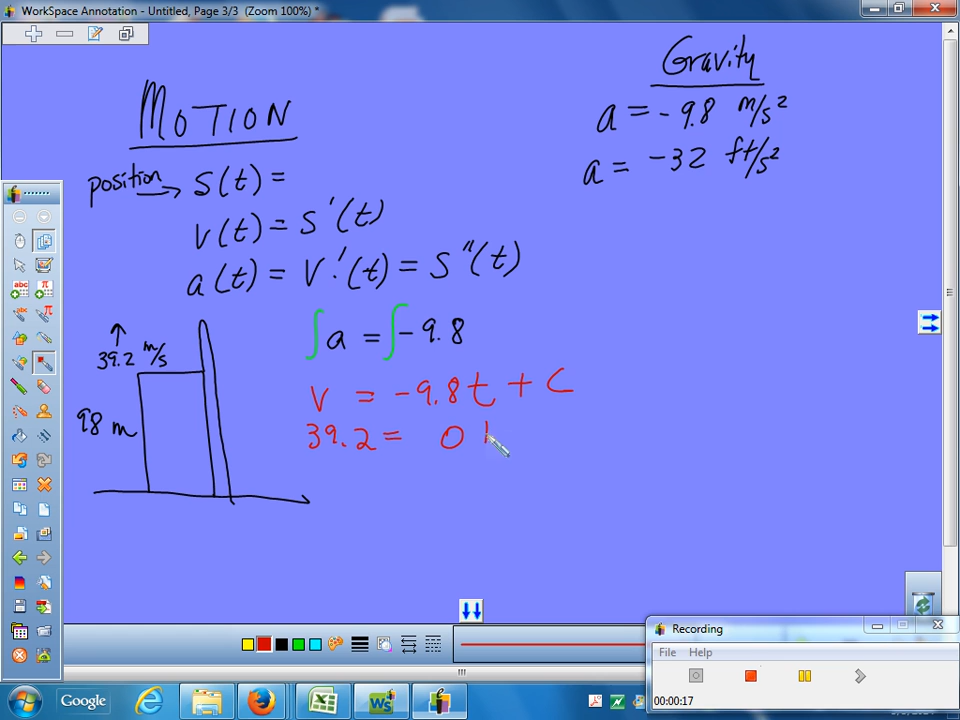 WorkSpace Annotation - Untitled, Page 3/3 (Zoom 100%) *
Gravity
a = -9.8 m/s²
a = -32 ft/s²
MOTION
position → s(t) =
v(t) = s'(t)
a(t) = v'(t) = s''(t)
↑
39.2 m/s
98 m
∫a = ∫-9.8
v = -9.8t + C
39.2 = 0
Recording
File Help
00:00:17
Google